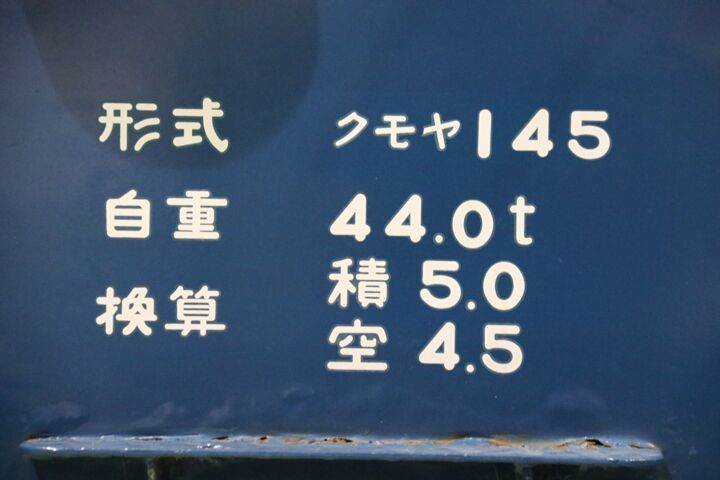 形式 クモヤ145
自重 44.0t
換算 積 5.0
空 4.5